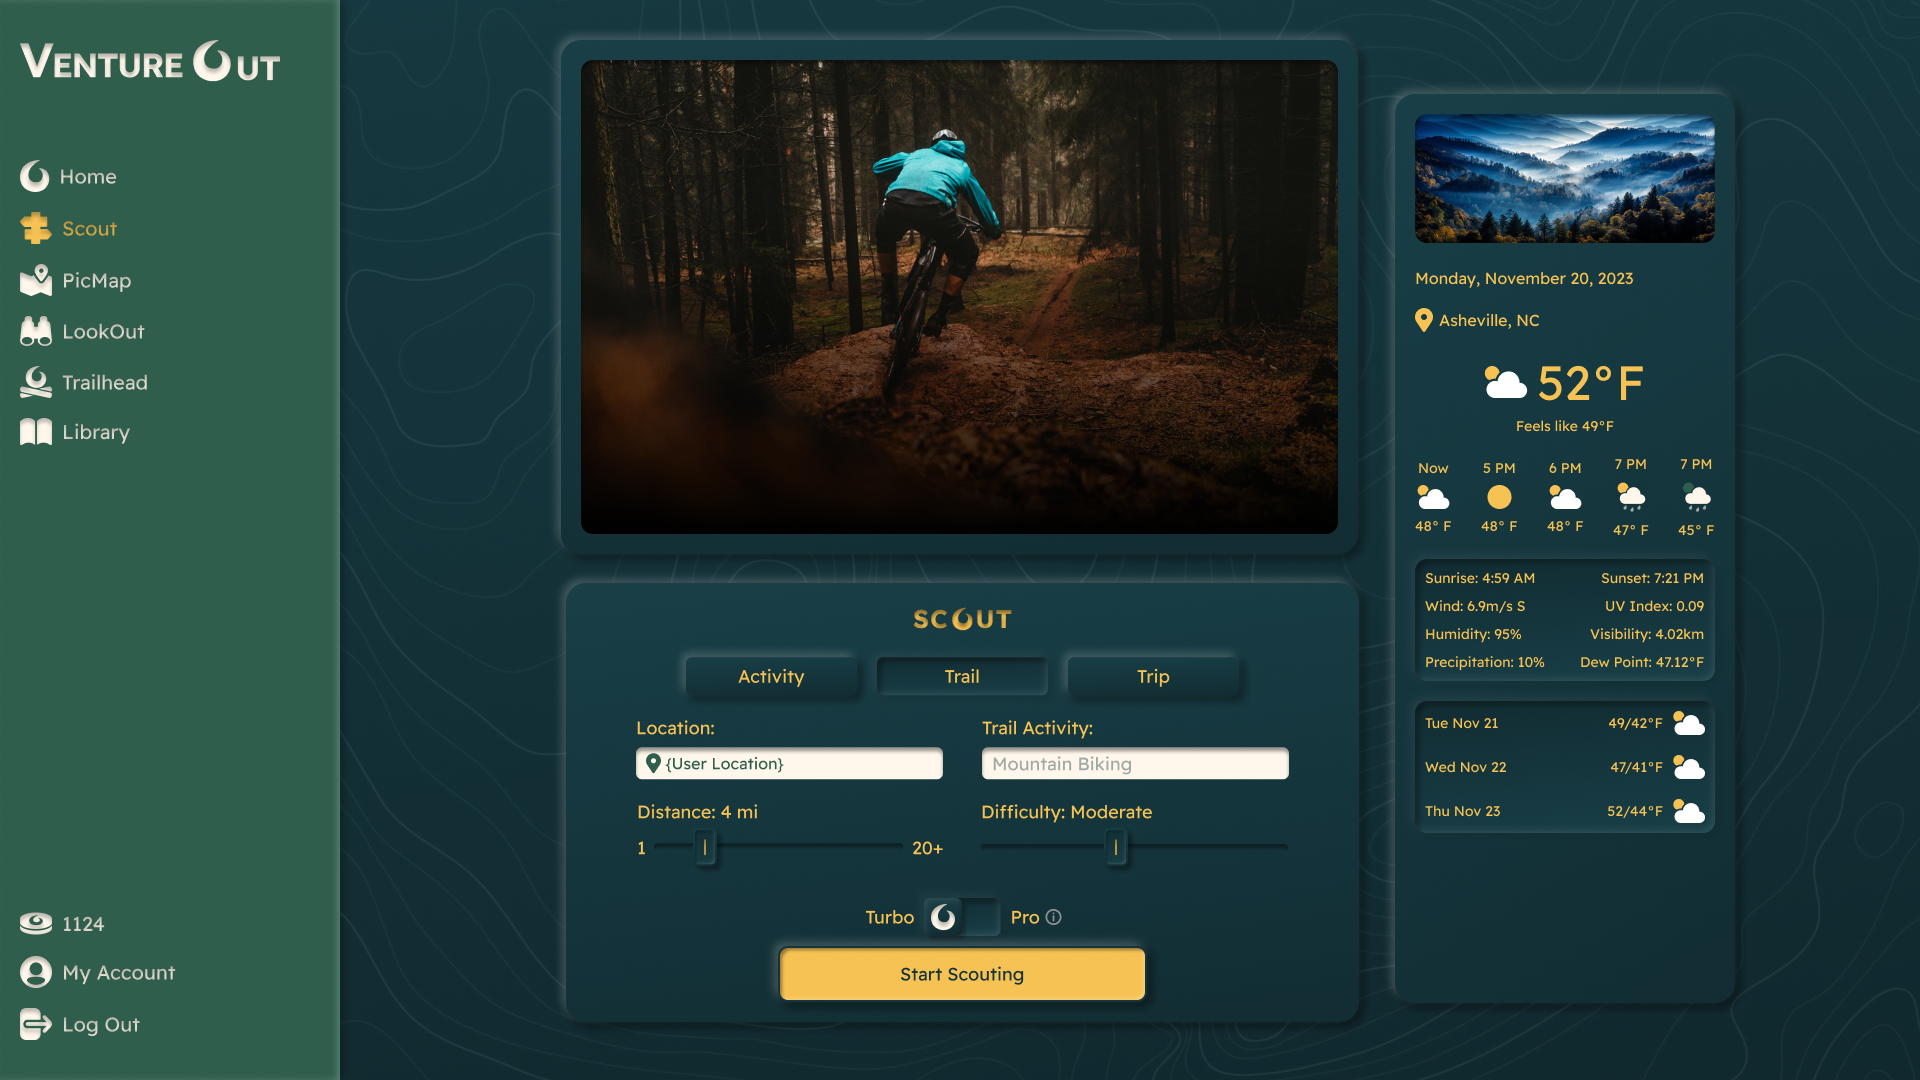 VENTURE OUT
Home
Scout
PicMap
LookOut
Trailhead
Library
1124
My Account
Log Out
SCOUT
Activity Trail Trip
Location: Trail Activity:
{User Location} Mountain Biking
Distance: 4 mi Difficulty: Moderate
1 20+
Turbo Pro
Start Scouting
Monday, November 20, 2023
Asheville, NC
52°F
Feels like 49°F
Now 5 PM 6 PM 7 PM 7 PM
48° F 48° F 48° F 47° F 45° F
Sunrise: 4:59 AM Sunset: 7:21 PM
Wind: 6.9m/s S UV Index: 0.09
Humidity: 95% Visibility: 4.02km
Precipitation: 10% Dew Point: 47.12°F
Tue Nov 21 49/42°F
Wed Nov 22 47/41°F
Thu Nov 23 52/44°F